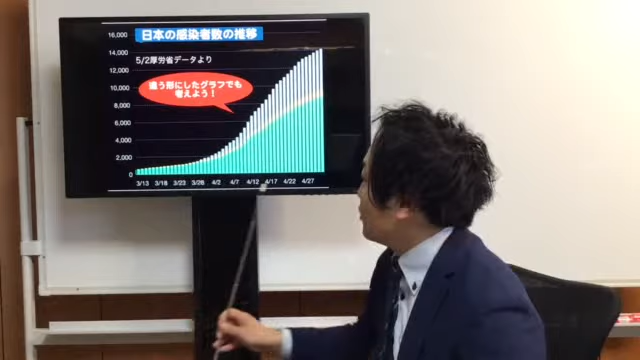 日本の感染者数の推移
5/2厚労省データより
違う形にしたグラフでも
考えよう！
16,000
14,000
12,000
10,000
8,000
6,000
4,000
2,000
0
3/13 3/18 3/23 3/28 4/2 4/7 4/12 4/17 4/22 4/27